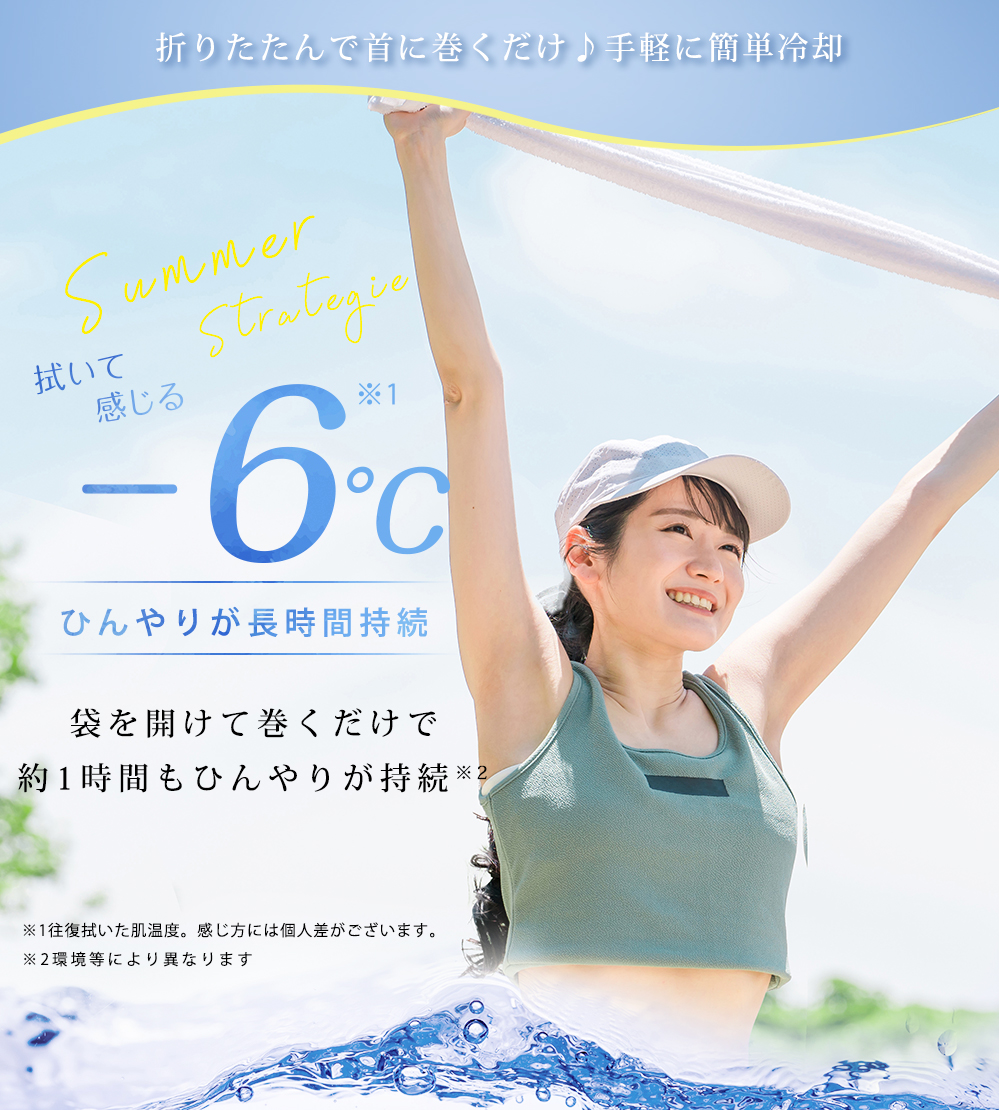 折りたたんで首に巻くだけ♪手軽に簡単冷却
Summer
Strategie
拭いて
感じる
－6℃※1
ひんやりが長時間持続
袋を開けて巻くだけで
約1時間もひんやりが持続※2
※1往復拭いた肌温度。感じ方には個人差がございます。
※2環境等により異なります